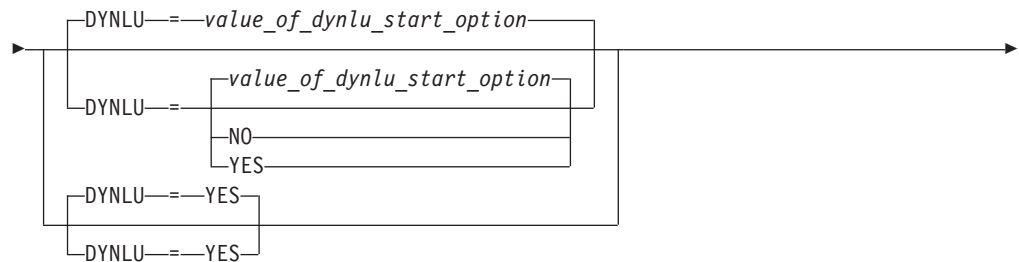 DYNLU = value_of_dynlu_start_option
value_of_dynlu_start_option
DYNLU =
NO
YES
DYNLU = YES
DYNLU = YES